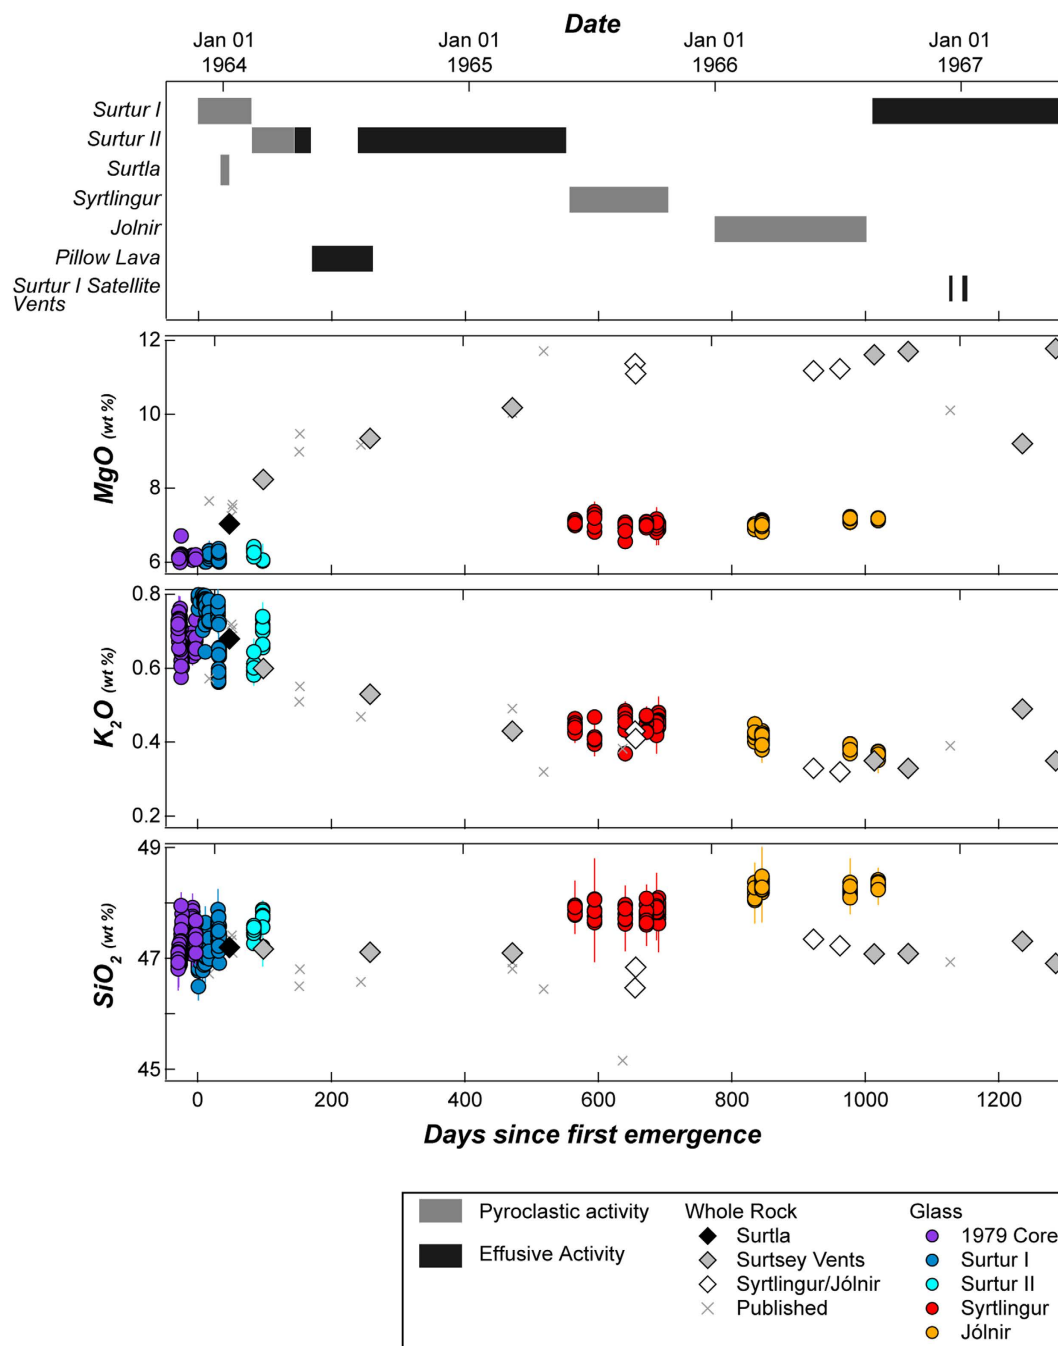 Date
Jan 01 Jan 01 Jan 01 Jan 01
1964 1965 1966 1967
Surtur I
Surtur II
Surtla
Syrtlingur
Jolnir
Pillow Lava
Surtur I Satellite
Vents
12
10
8
6
MgO (wt %)
0.8
0.6
0.4
0.2
K₂O (wt %)
49
47
45
SiO₂ (wt %)
0 200 400 600 800 1000 1200
Days since first emergence
Pyroclastic activity
Effusive Activity
Whole Rock
Surtla
Surtsey Vents
Syrtlingur/Jólnir
Published
Glass
1979 Core
Surtur I
Surtur II
Syrtlingur
Jólnir